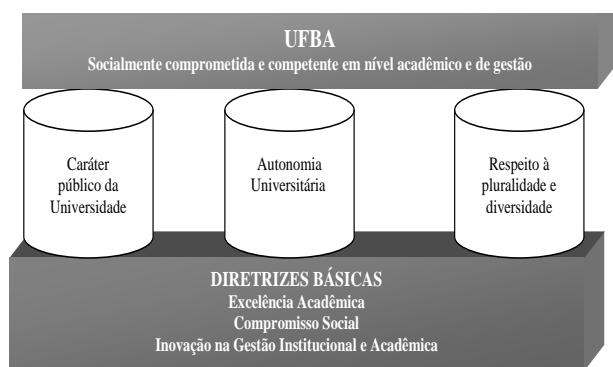 UFBA
Socialmente comprometida e competente em nível acadêmico e de gestão
Caráter
público da
Universidade
Autonomia
Universitária
Respeito à
pluralidade e
diversidade
DIRETRIZES BÁSICAS
Excelência Acadêmica
Compromisso Social
Inovação na Gestão Institucional e Acadêmica